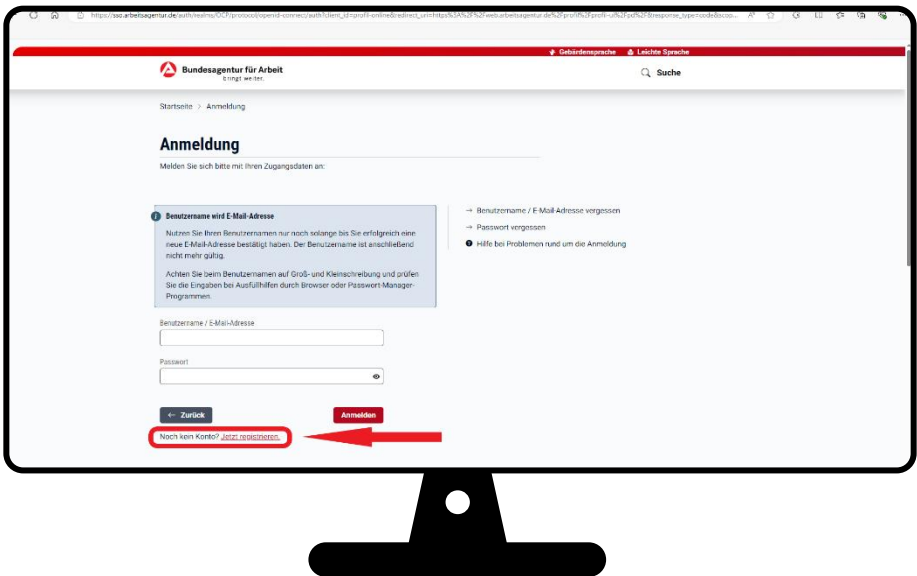 Gebärdensprache Leichte Sprache
Bundesagentur für Arbeit
bringt weiter.
Suche
Startseite > Anmeldung
Anmeldung
Melden Sie sich bitte mit Ihren Zugangsdaten an:
Benutzername wird E-Mail-Adresse
Nutzen Sie Ihren Benutzernamen nur noch solange bis Sie erfolgreich eine
neue E-Mail-Adresse bestätigt haben. Der Benutzername ist anschließend
nicht mehr gültig.
Achten Sie beim Benutzernamen auf Groß- und Kleinschreibung und prüfen
Sie die Eingaben bei Ausfüllhilfen durch Browser oder Passwort-Manager-
Programmen.
→ Benutzername / E-Mail-Adresse vergessen
→ Passwort vergessen
Hilfe bei Problemen rund um die Anmeldung
Benutzername / E-Mail-Adresse
Passwort
← Zurück
Anmelden
Noch kein Konto? Jetzt registrieren.